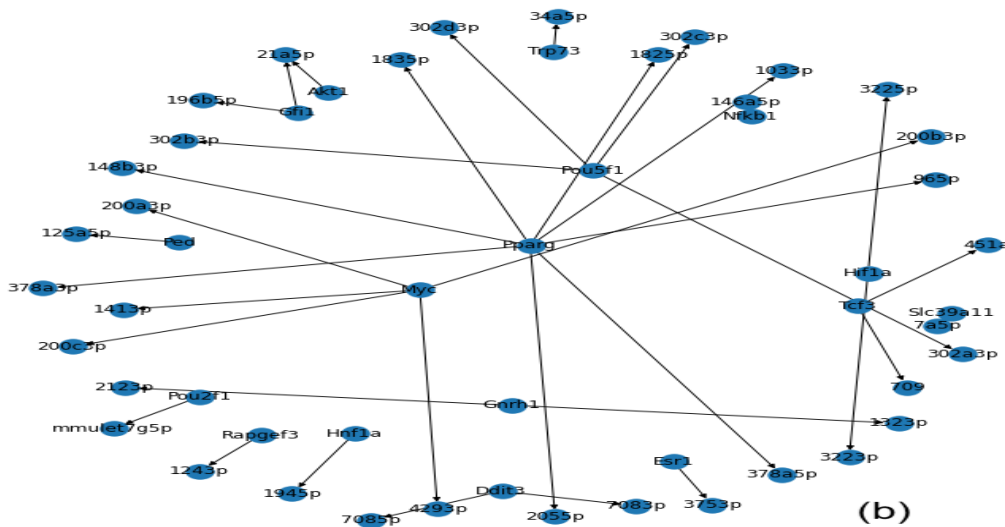 34a5p
302d3p
302c3p
Trp73
21a5p
1835p
1825p
1033p
3225p
Akt1
196b5p
Gfi1
146a5p
Nfkb1
302b3p
200b3p
148b3p
Pou5f1
965p
200a3p
125a5p
Ped
Pparg
451a
Hif1a
378a3p
Myc
1413p
Tcf3
Slc39a11
7a5p
200c3p
302a3p
2123p
709
Pou2f1
Gnrh1
1323p
mmulet7g5p
Rapgef3
Hnf1a
3223p
1243p
Esr1
378a5p
1945p
Ddit3
4293p
7083p
3753p
7085p
2055p
(b)